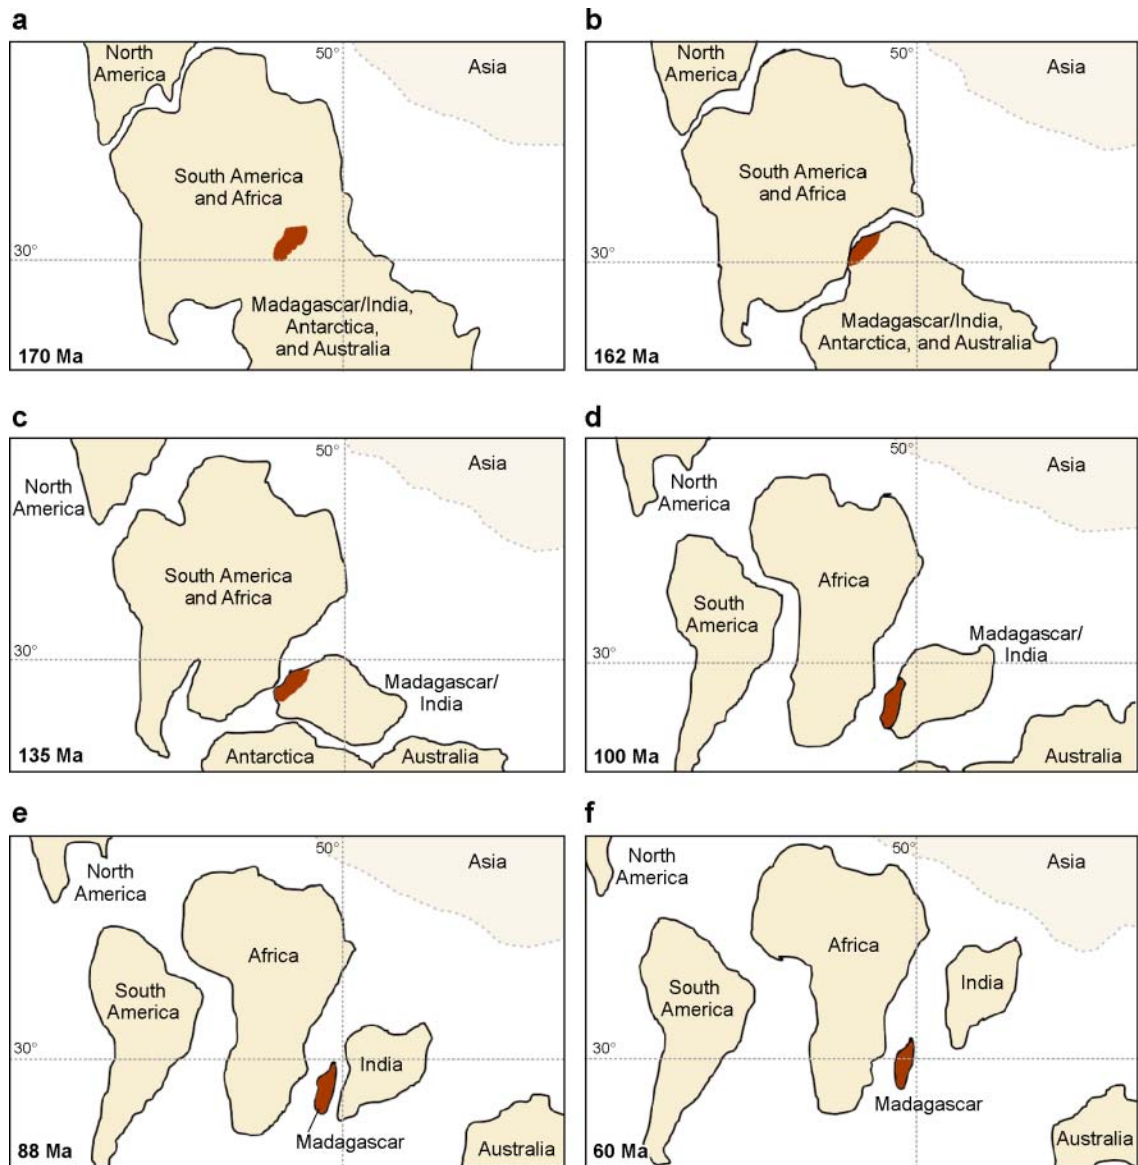 a
North
America
50°
Asia
South America
and Africa
30°
Madagascar/India,
Antarctica,
and Australia
170 Ma
b
North
America
50°
Asia
South America
and Africa
30°
Madagascar/India,
Antarctica, and Australia
162 Ma
c
50°
Asia
North
America
South America
and Africa
30°
Madagascar/
India
135 Ma
Antarctica
Australia
d
50°
Asia
North
America
Africa
South
America
30°
Madagascar/
India
100 Ma
Australia
e
50°
Asia
North
America
Africa
South
America
30°
India
Madagascar
88 Ma
Australia
f
North
America
50°
Asia
Africa
India
South
America
30°
Madagascar
60 Ma
Australia